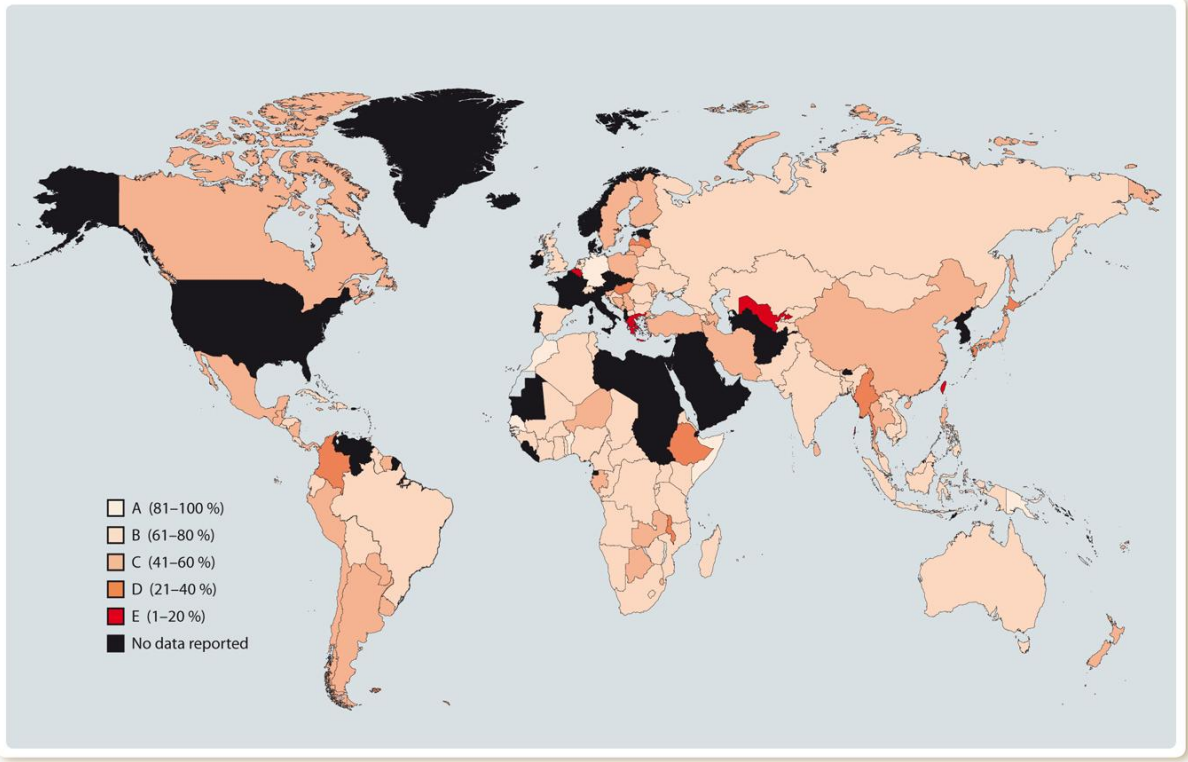 A (81–100 %)
B (61–80 %)
C (41–60 %)
D (21–40 %)
E (1–20 %)
No data reported